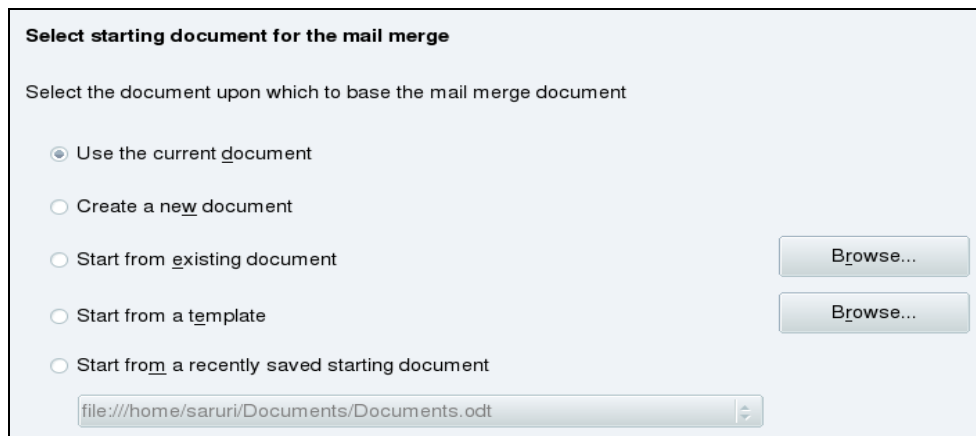 Select starting document for the mail merge
Select the document upon which to base the mail merge document
Use the current document
Create a new document
Start from existing document
Browse...
Start from a template
Browse...
Start from a recently saved starting document
file:///home/saruri/Documents/Documents.odt